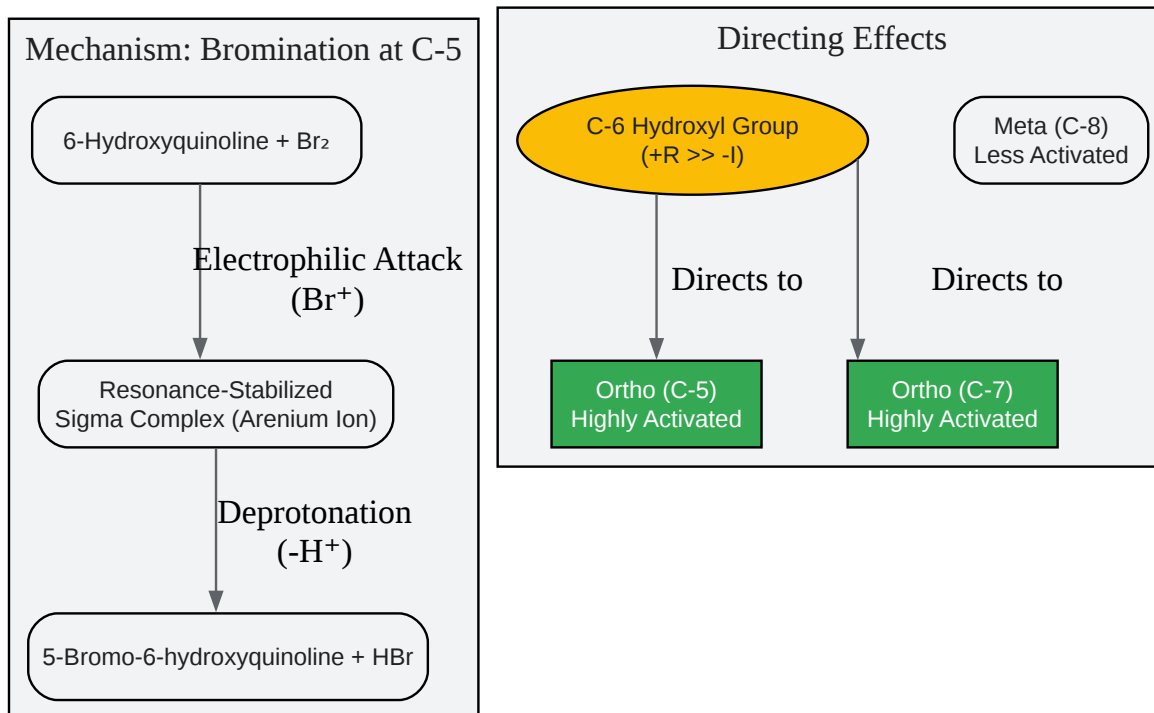 Mechanism: Bromination at C-5
6-Hydroxyquinoline + Br₂
Electrophilic Attack
(Br⁺)
Resonance-Stabilized
Sigma Complex (Arenium Ion)
Deprotonation
(-H⁺)
5-Bromo-6-hydroxyquinoline + HBr
Directing Effects
C-6 Hydroxyl Group
(+R >> -I)
Meta (C-8)
Less Activated
Directs to
Directs to
Ortho (C-5)
Highly Activated
Ortho (C-7)
Highly Activated